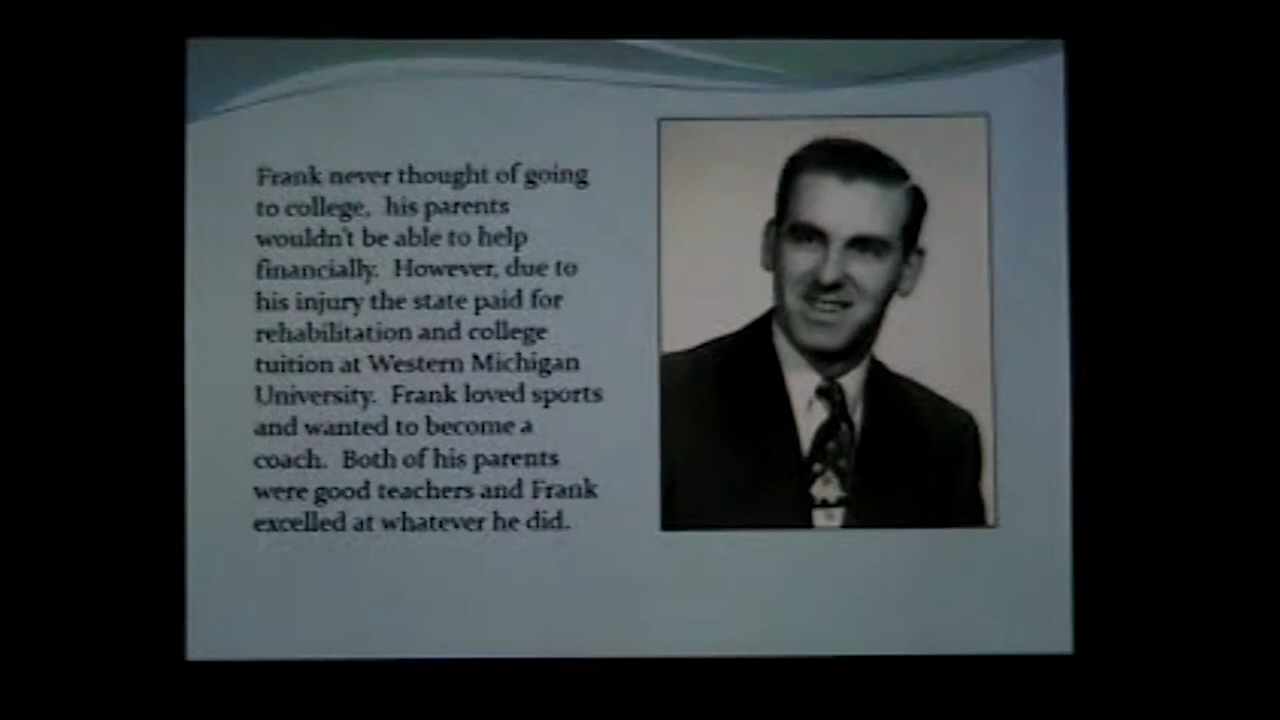 Frank never thought of going
to college, his parents
wouldn't be able to help
financially. However, due to
his injury the state paid for
rehabilitation and college
tuition at Western Michigan
University. Frank loved sports
and wanted to become a
coach. Both of his parents
were good teachers and Frank
excelled at whatever he did.